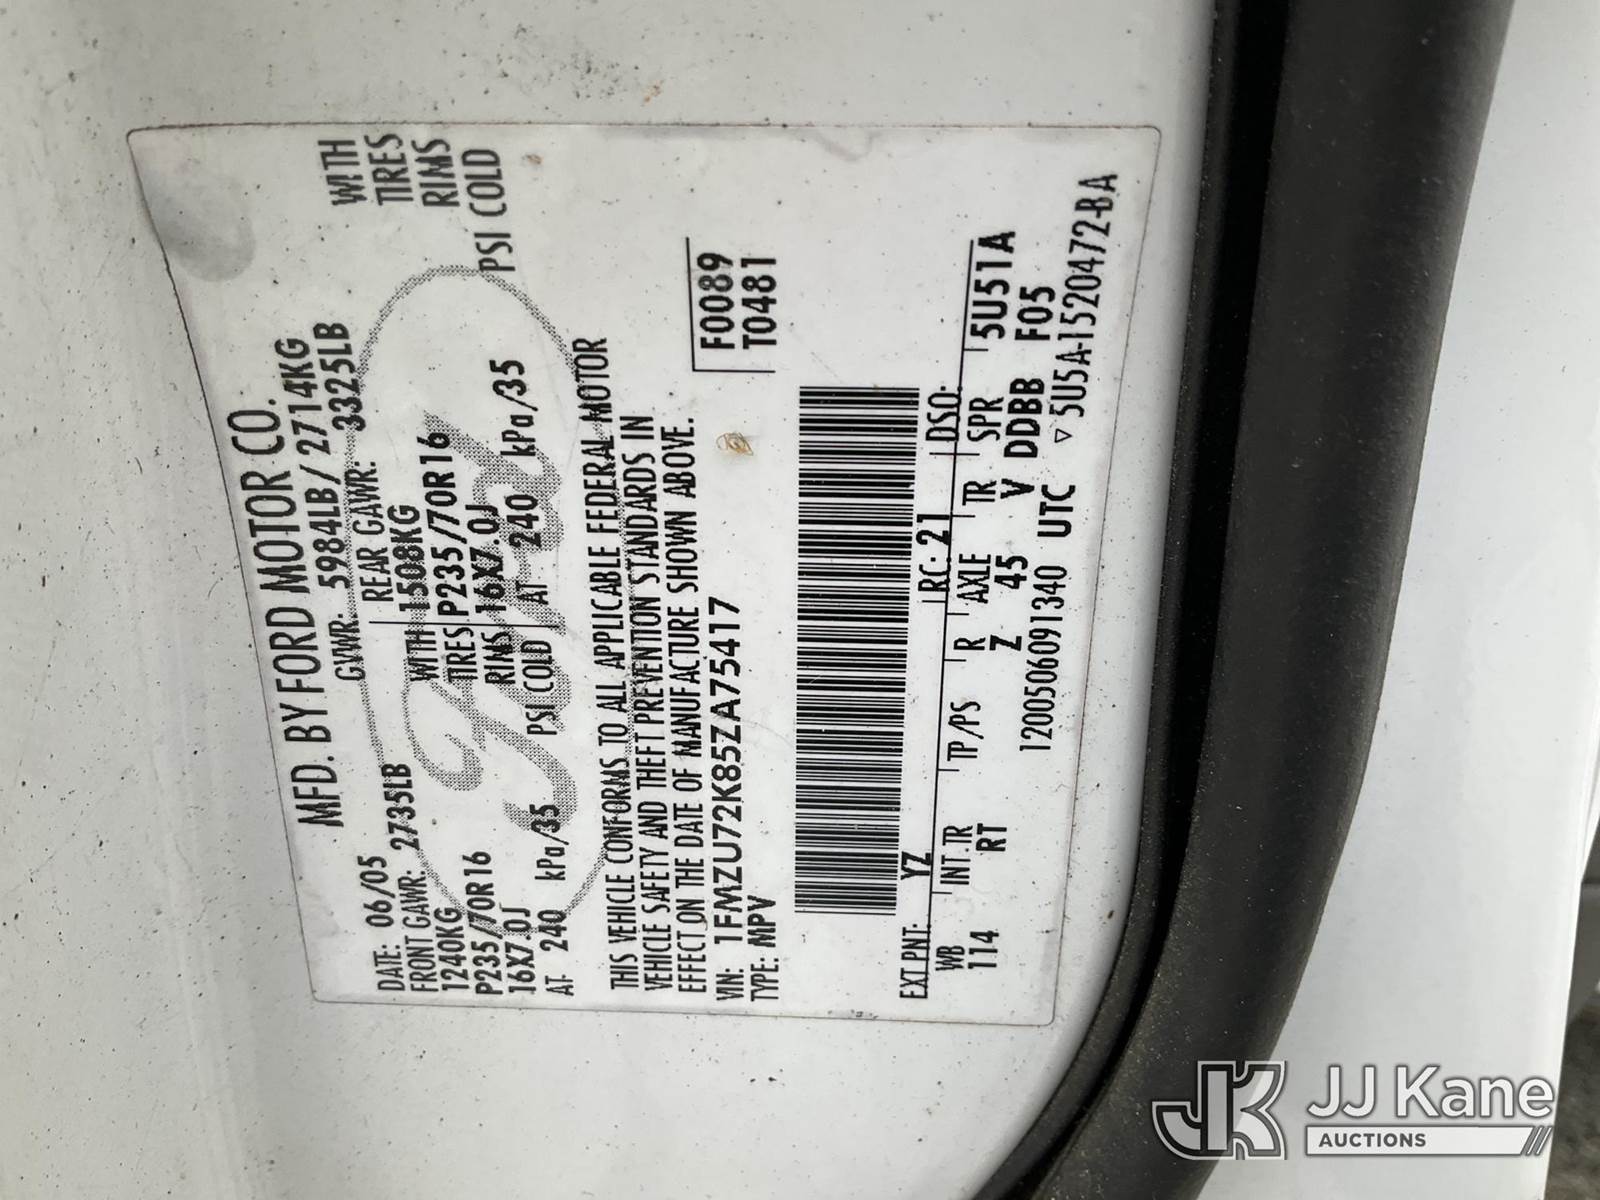 MFD. BY FORD MOTOR CO.
DATE: 06/05 GVWR: 5984LB/ 2714KG
FRONT GAWR: 2735LB REAR GAWR: 3325LB
1240KG WITH 1508KG WITH
P235/70R16 TIRES P235/70R16 TIRES
16X7.0J RIMS 16X7.0J RIMS
AT 240 kPa/35 PSI COLD AT 240 kPa/35 PSI COLD
Ford
THIS VEHICLE CONFORMS TO ALL APPLICABLE FEDERAL MOTOR
VEHICLE SAFETY AND THEFT PREVENTION STANDARDS IN
EFFECT ON THE DATE OF MANUFACTURE SHOWN ABOVE.
VIN: 1FMZU72K85ZA75417
TYPE: MPV
F0089
T0481
EXT PNT: YZ RC: 21 DSO:
WB INT TR TP/PS R AXLE TR SPR 5U51A
114 RT Z 45 V DDBB F05
120050609​1340 UTC ▽ 5U5A-1520472-BA
JK JJ Kane
AUCTIONS